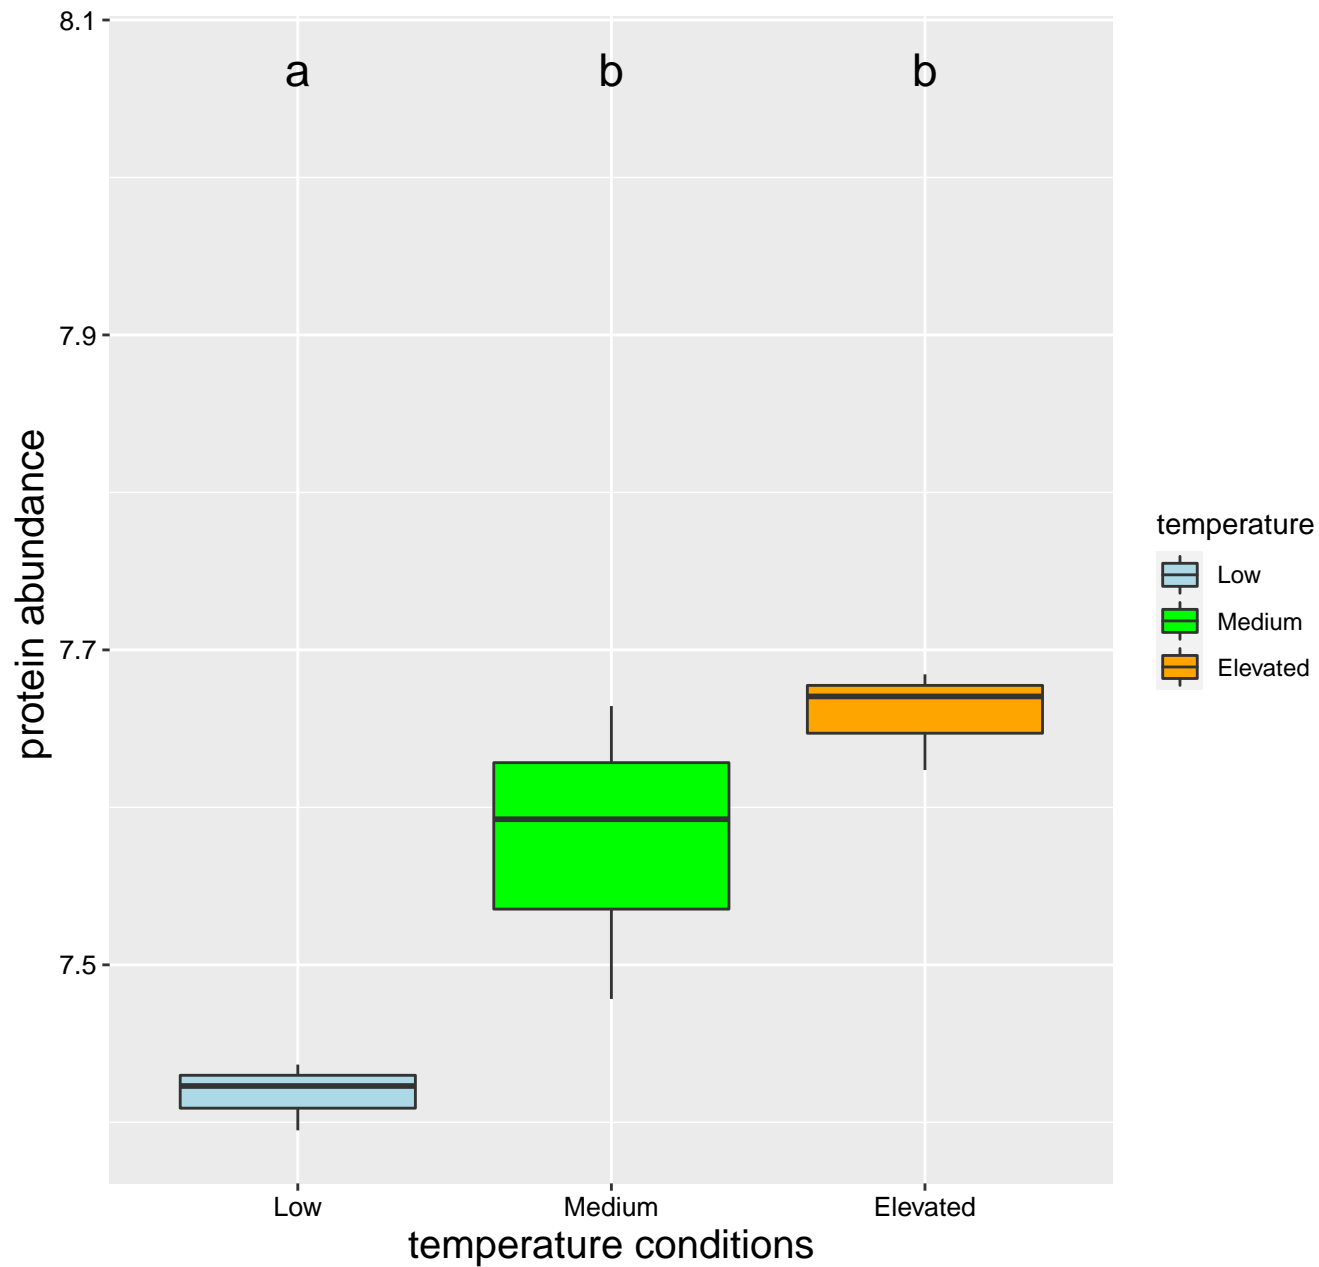 8.1
7.9
7.7
7.5
a b b
protein abundance
Low Medium Elevated
temperature conditions
temperature
Low
Medium
Elevated